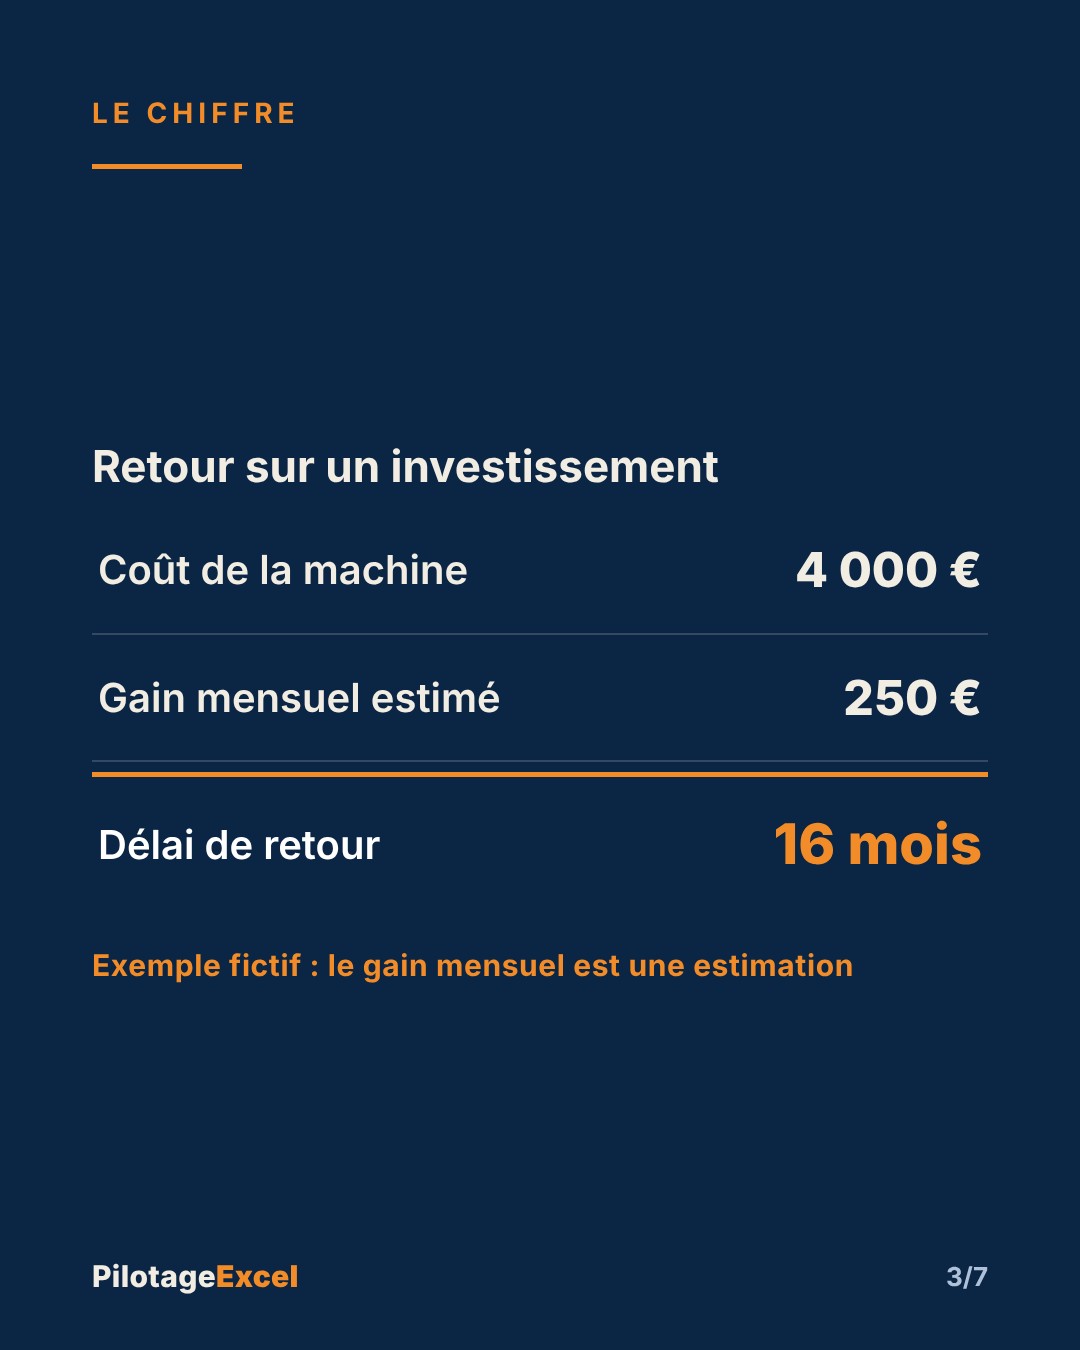 LE CHIFFRE
Retour sur un investissement
Coût de la machine 4 000 €
Gain mensuel estimé 250 €
Délai de retour 16 mois
Exemple fictif : le gain mensuel est une estimation
PilotageExcel 3/7